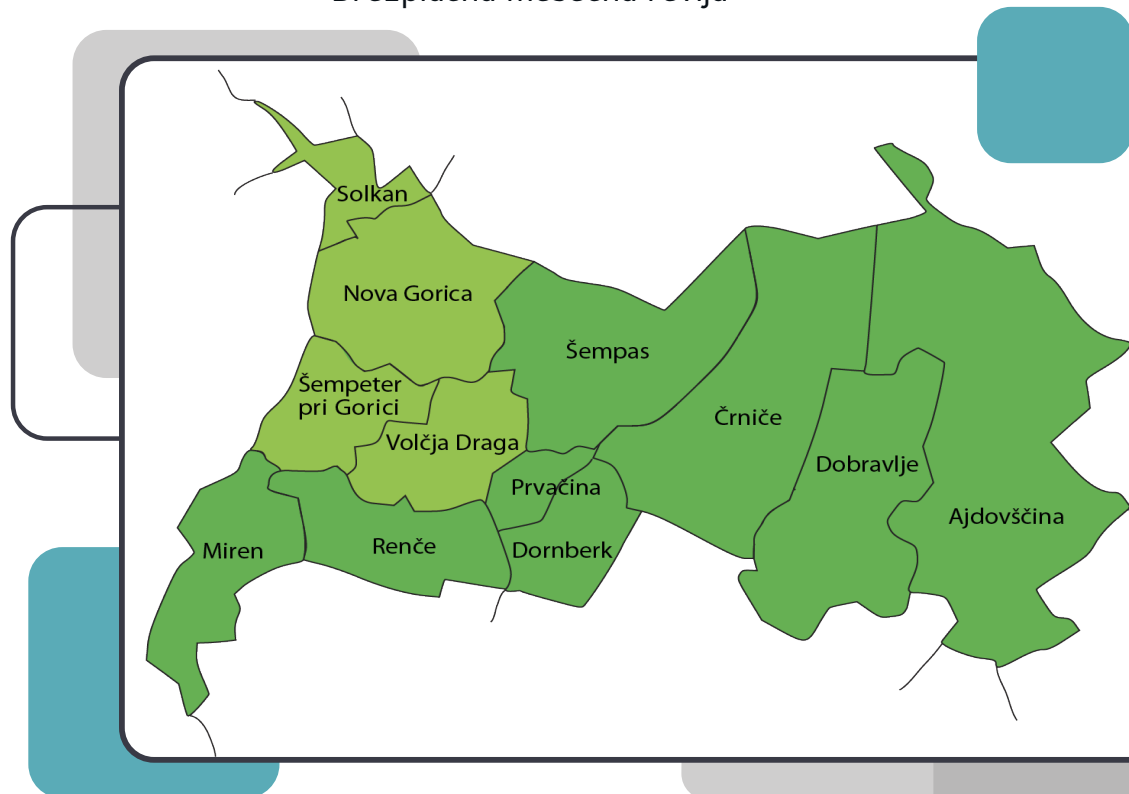 Solkan
Nova Gorica
Šempas
Šempeter
pri Gorici
Črniče
Volčja Draga
Dobravlje
Prvačina
Ajdovščina
Renče
Miren
Dornberk